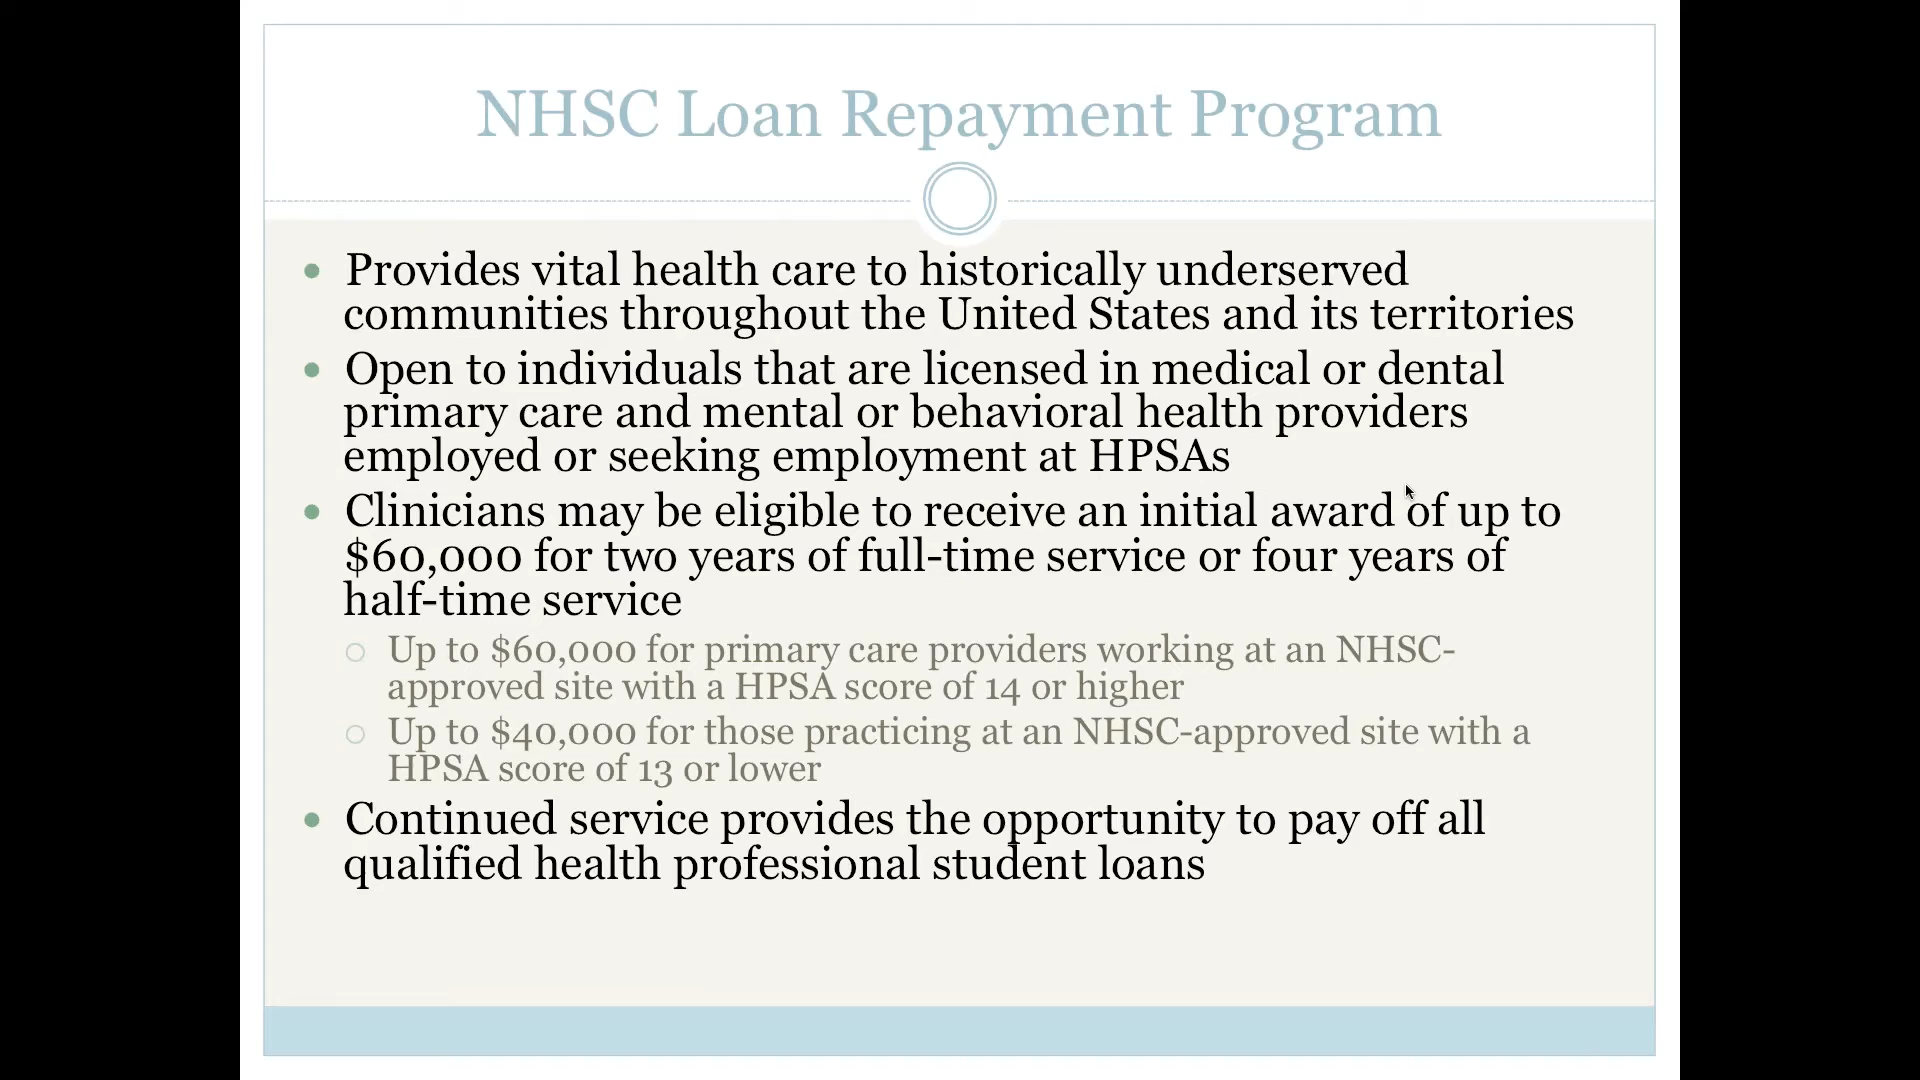 NHSC Loan Repayment Program
• Provides vital health care to historically underserved
communities throughout the United States and its territories
• Open to individuals that are licensed in medical or dental
primary care and mental or behavioral health providers
employed or seeking employment at HPSAs
• Clinicians may be eligible to receive an initial award of up to
$60,000 for two years of full-time service or four years of
half-time service
○ Up to $60,000 for primary care providers working at an NHSC-
approved site with a HPSA score of 14 or higher
○ Up to $40,000 for those practicing at an NHSC-approved site with a
HPSA score of 13 or lower
• Continued service provides the opportunity to pay off all
qualified health professional student loans